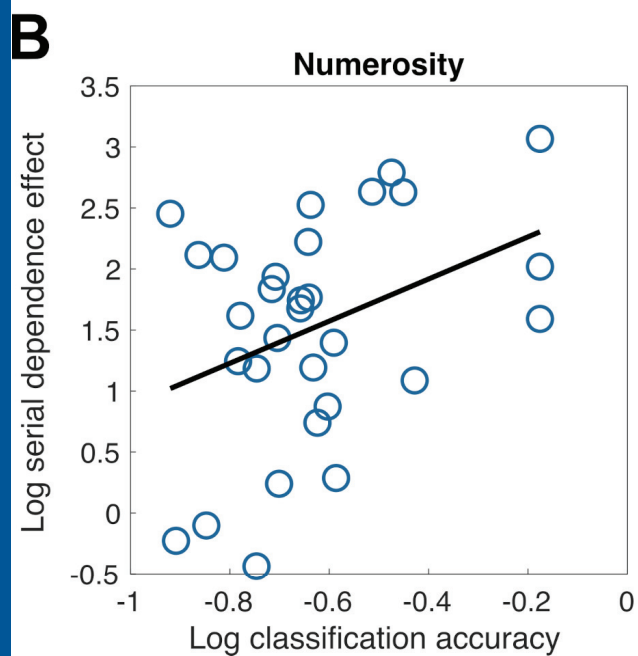 B
Numerosity
3.5
3
2.5
2
1.5
1
0.5
0
-0.5
Log serial dependence effect
-1 -0.8 -0.6 -0.4 -0.2 0
Log classification accuracy